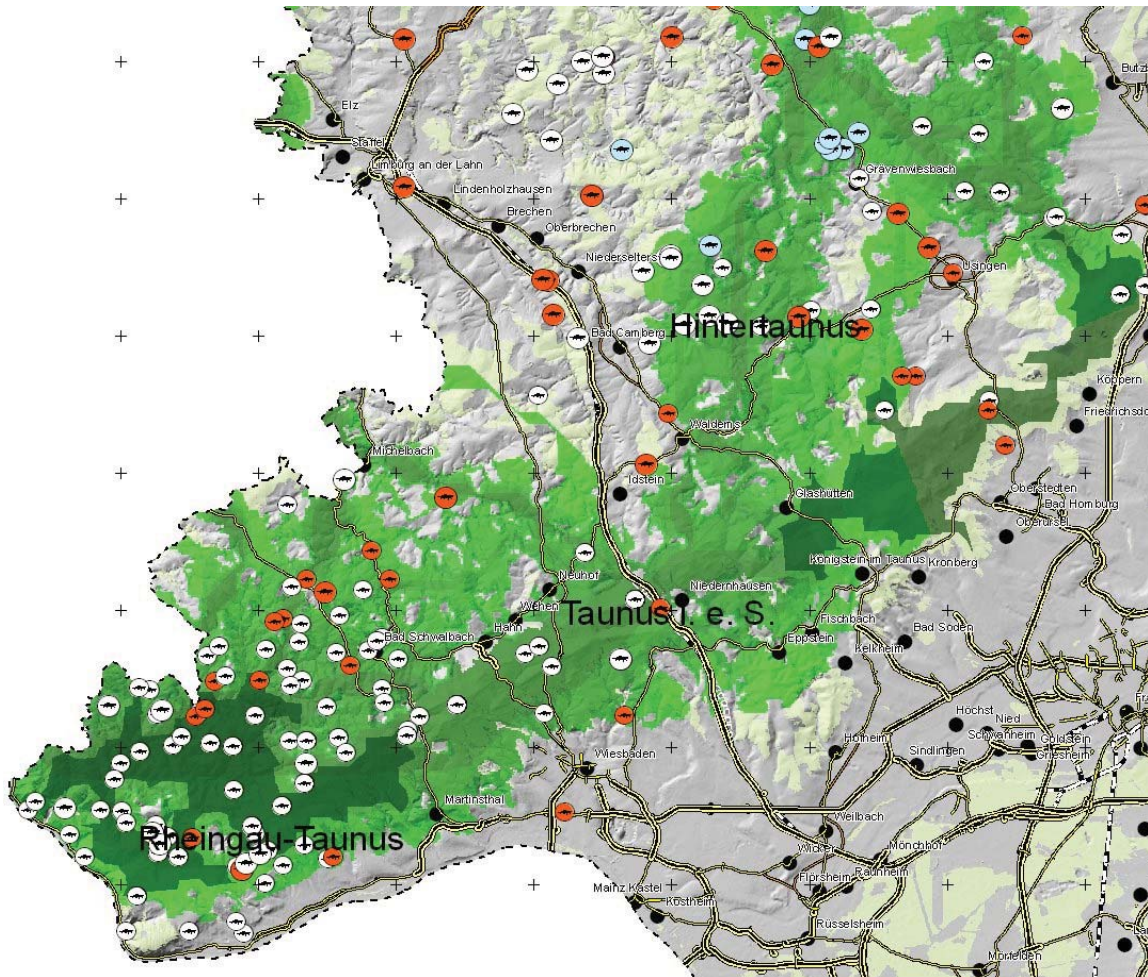 Butzb
Elz
Staffel
Limburg an der Lahn
Grävenwiesbach
Lindenholzhausen
Brechen
Oberbrechen
Niederselters
Usingen
Hintertaunus
Bad Camberg
Köppern
Friedrichsdo
Waldems
Michelbach
Idstein
Glashütten
Oberstedten
Bad Homburg
Oberursel
Königstein im Taunus
Kronberg
Neuhof
Niedernhausen
Wehen
Taunus i. e. S.
Fischbach
Hahn
Bad Schwalbach
Eppstein
Bad Soden
Kelkheim
Höchst
Fra
Nied
Schwanheim
Goldstein
Hofheim
Sindlingen
Griesheim
Wiesbaden
Martinsthal
Weilbach
Rheingau-Taunus
Mönchhof
Wicker
Raunheim
Flörsheim
Mainz Kastel
Kostheim
Rüsselsheim
Mörfelden